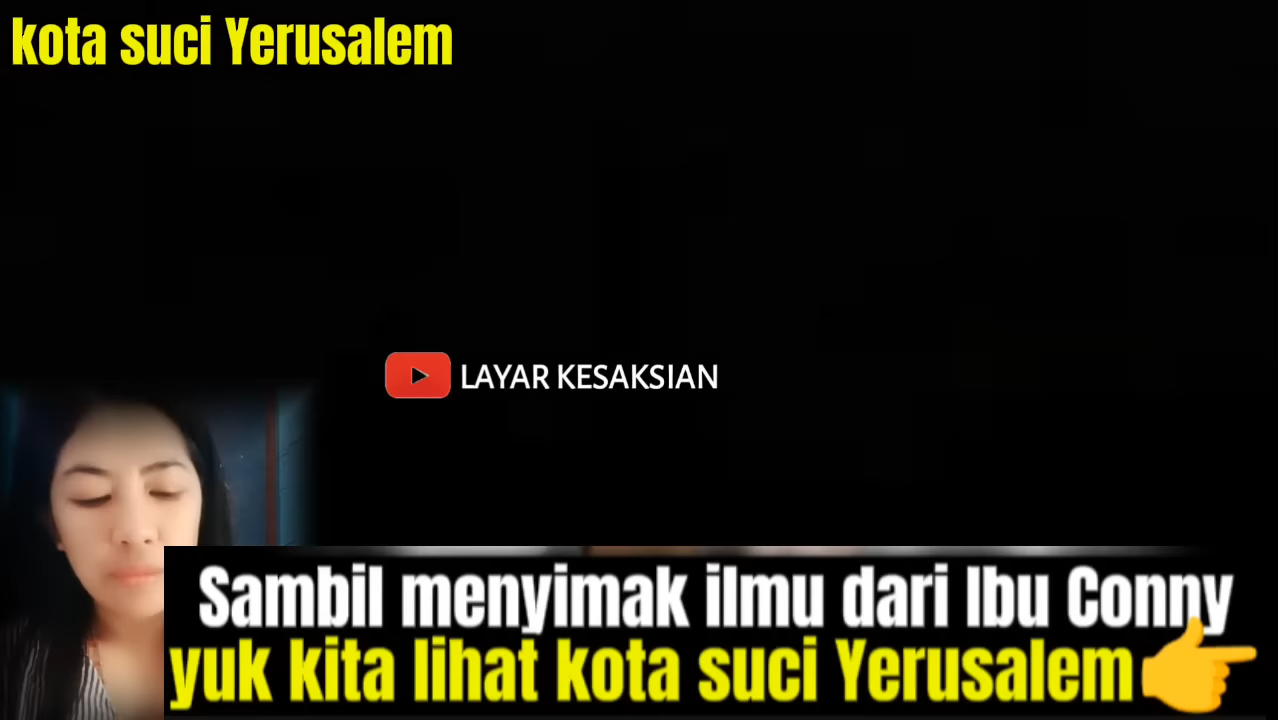 kota suci Yerusalem
LAYAR KESAKSIAN
Sambil menyimak ilmu dari Ibu Conny
yuk kita lihat kota suci Yerusalem